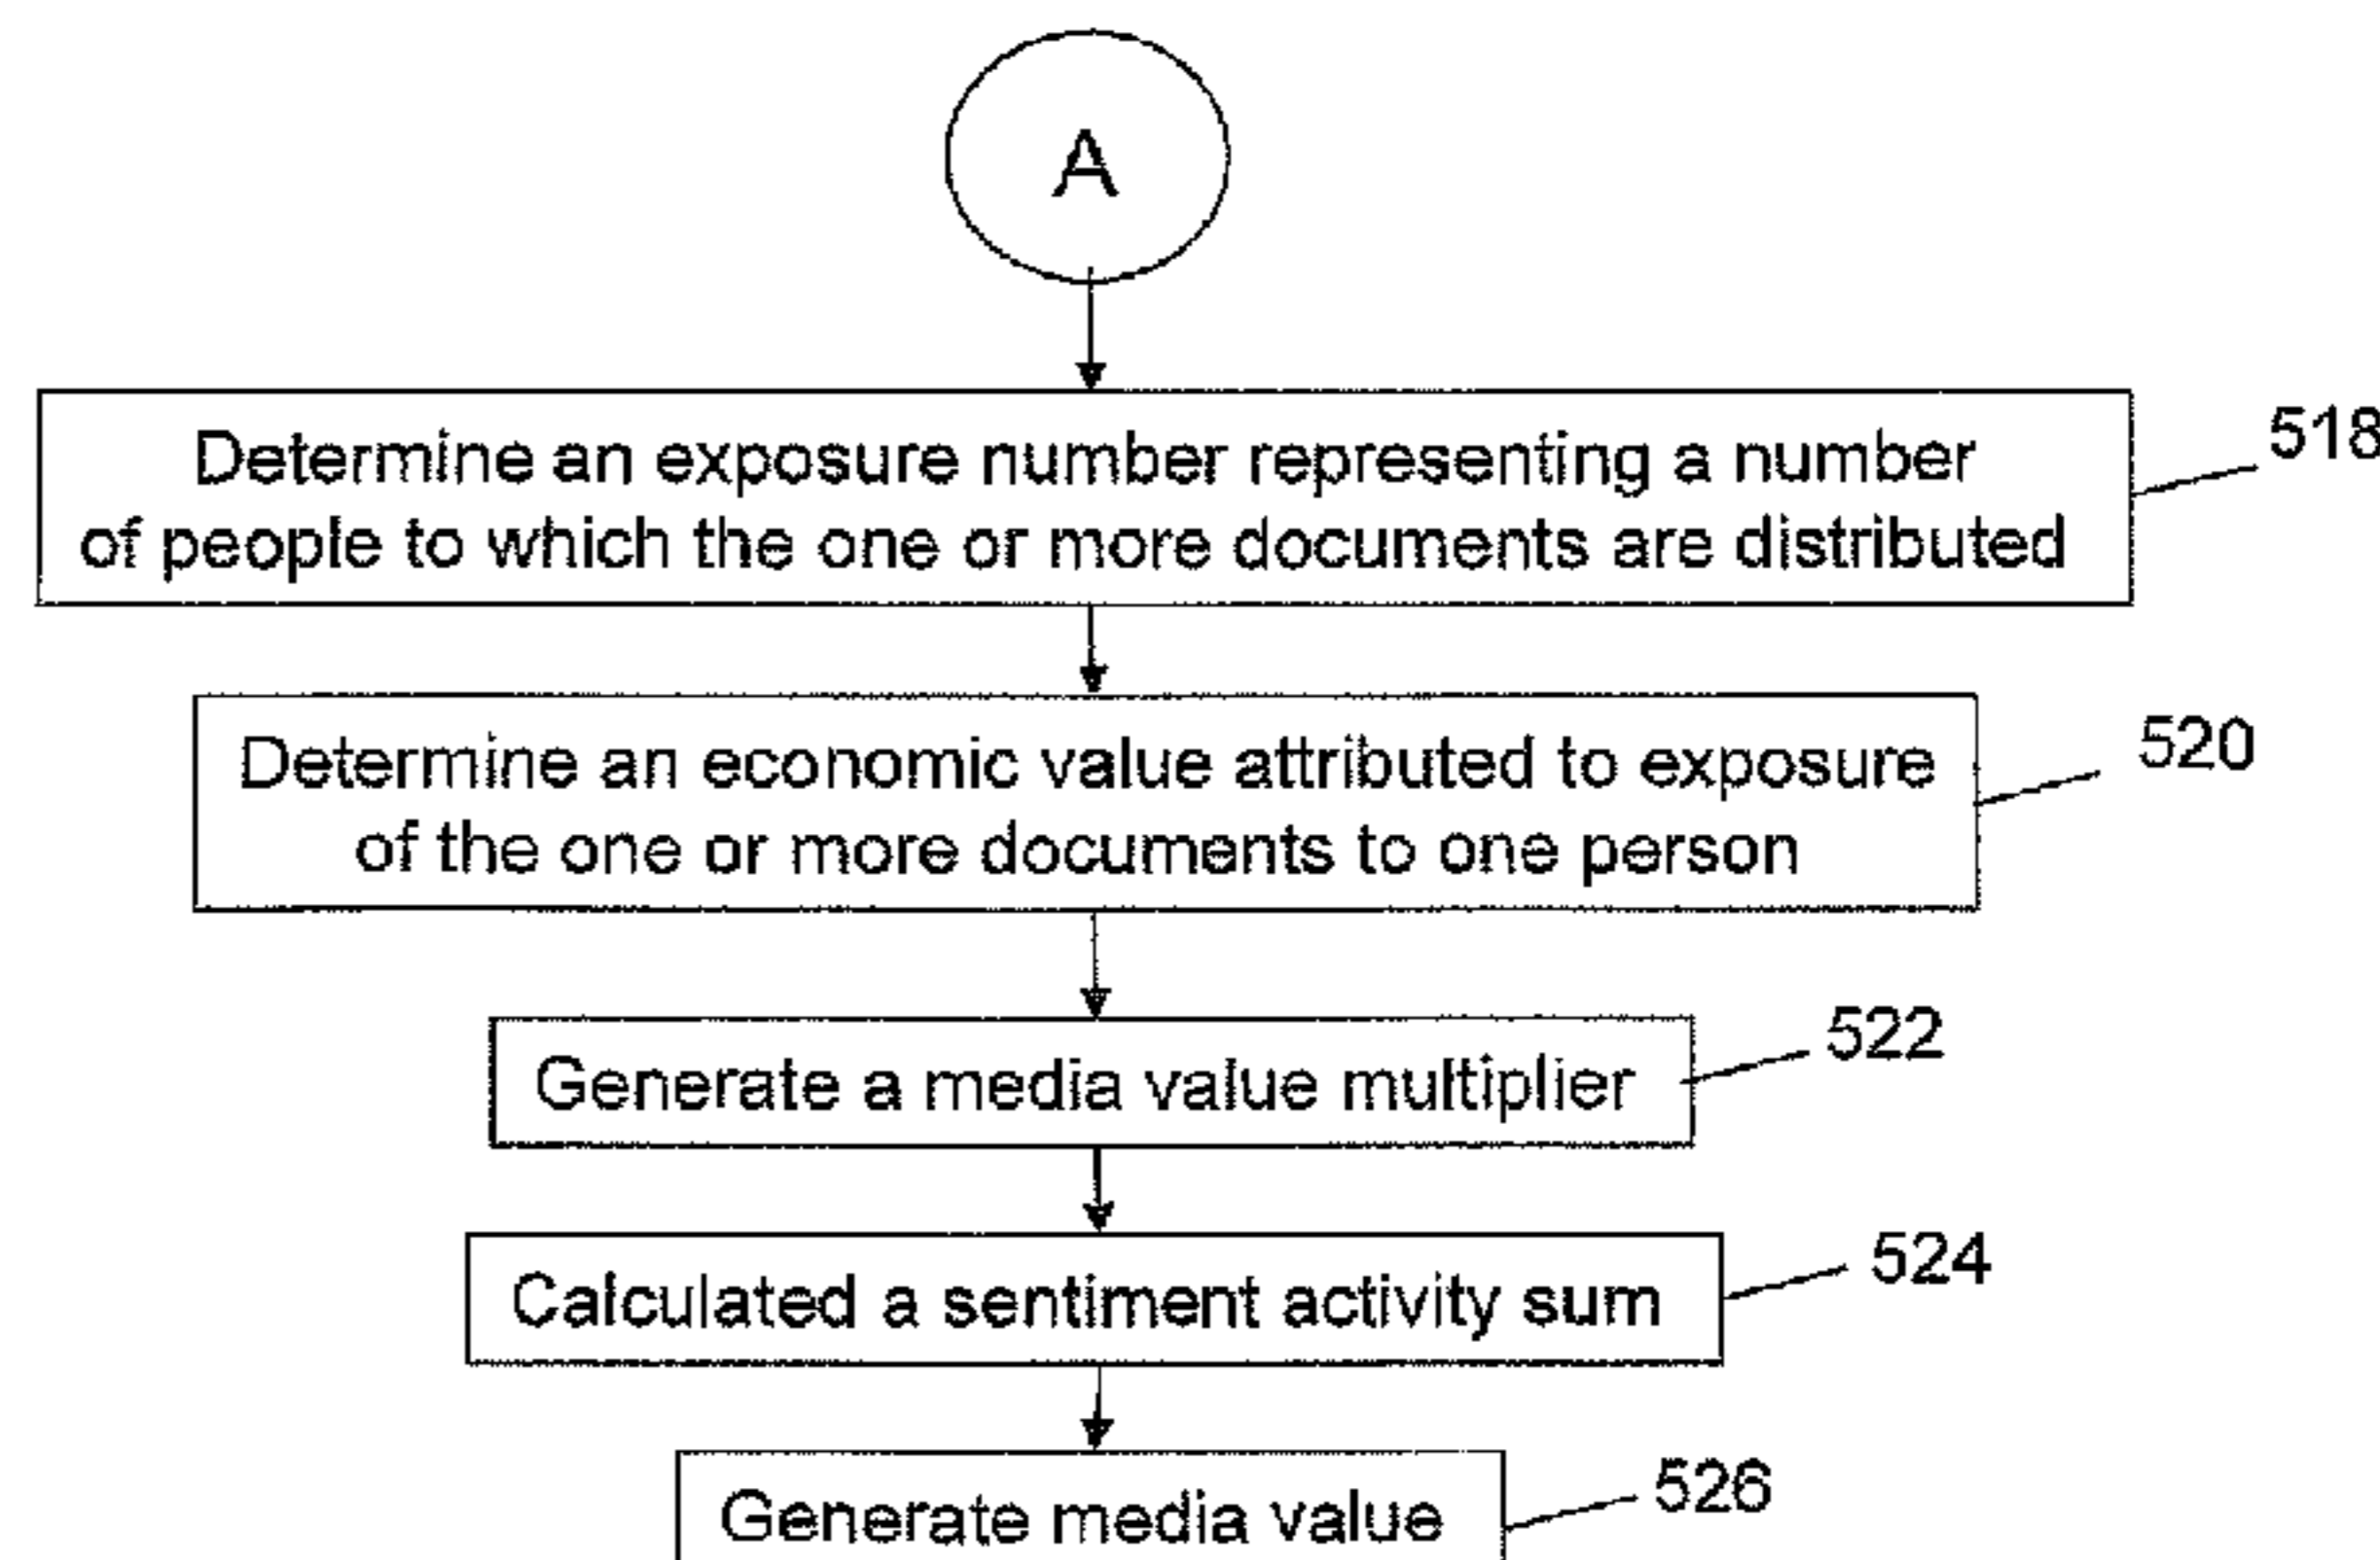 A
Determine an exposure number representing a number
of people to which the one or more documents are distributed
518
Determine an economic value attributed to exposure
of the one or more documents to one person
520
Generate a media value multiplier
522
Calculated a sentiment activity sum
524
Generate media value
526